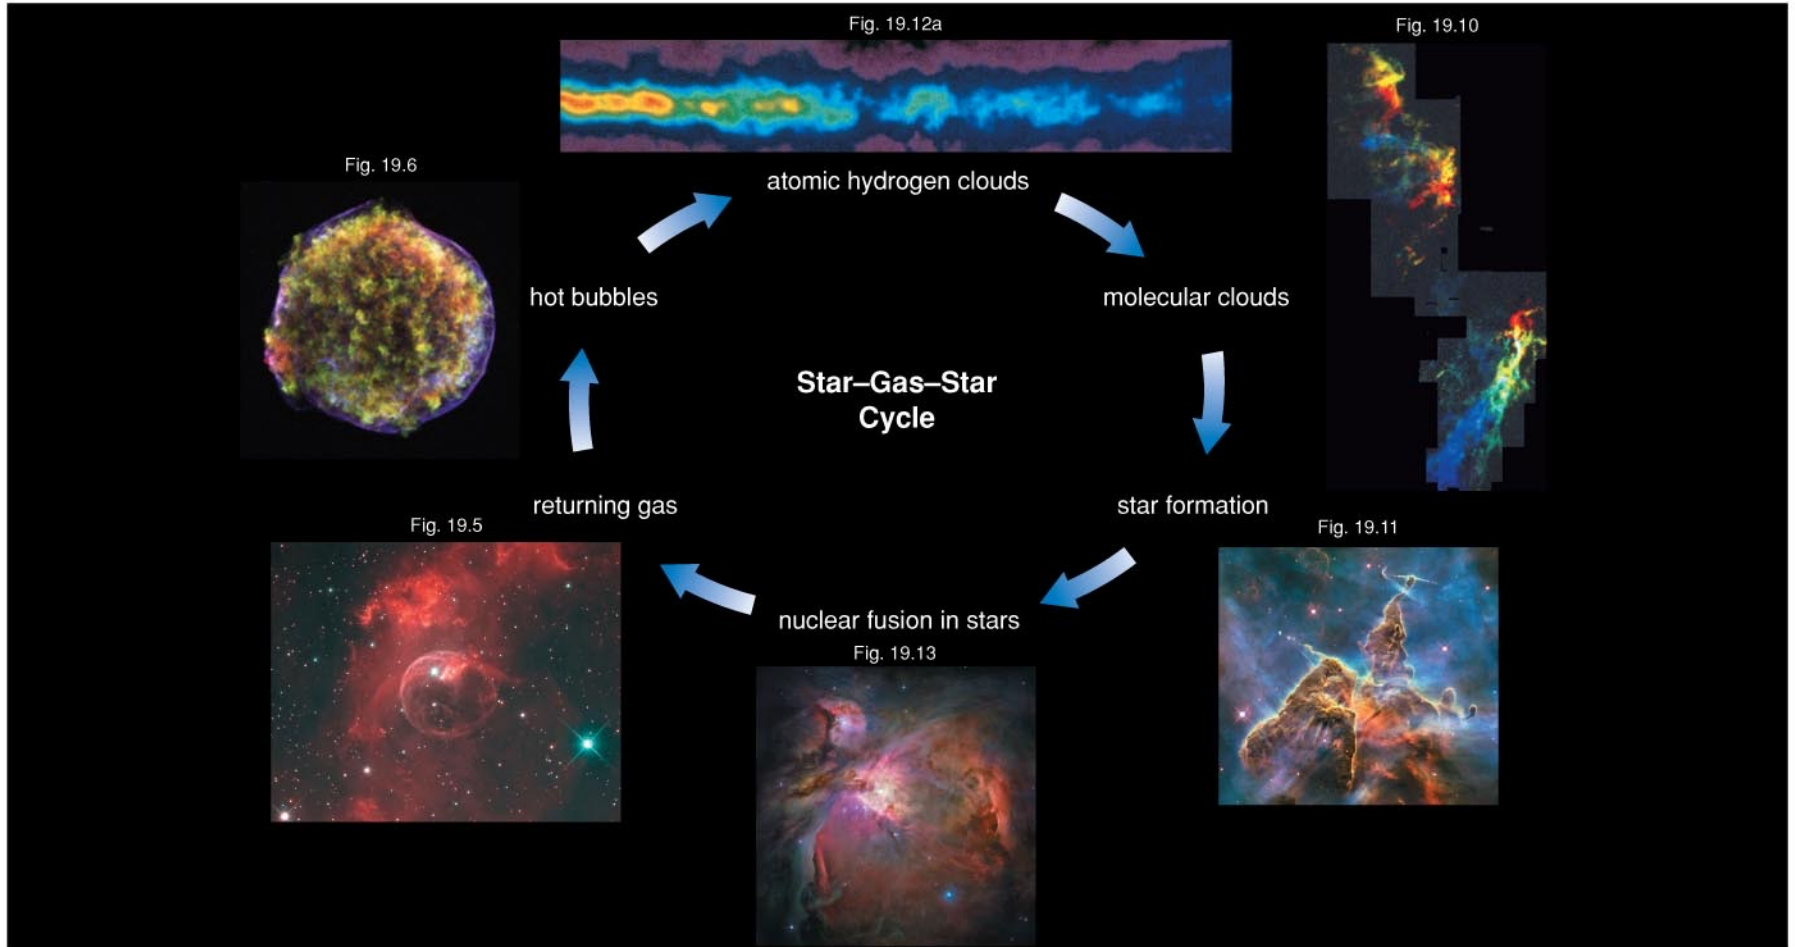 Fig. 19.12a
Fig. 19.10
Fig. 19.6
atomic hydrogen clouds
hot bubbles
molecular clouds
Star–Gas–Star
Cycle
returning gas
star formation
Fig. 19.5
Fig. 19.11
nuclear fusion in stars
Fig. 19.13